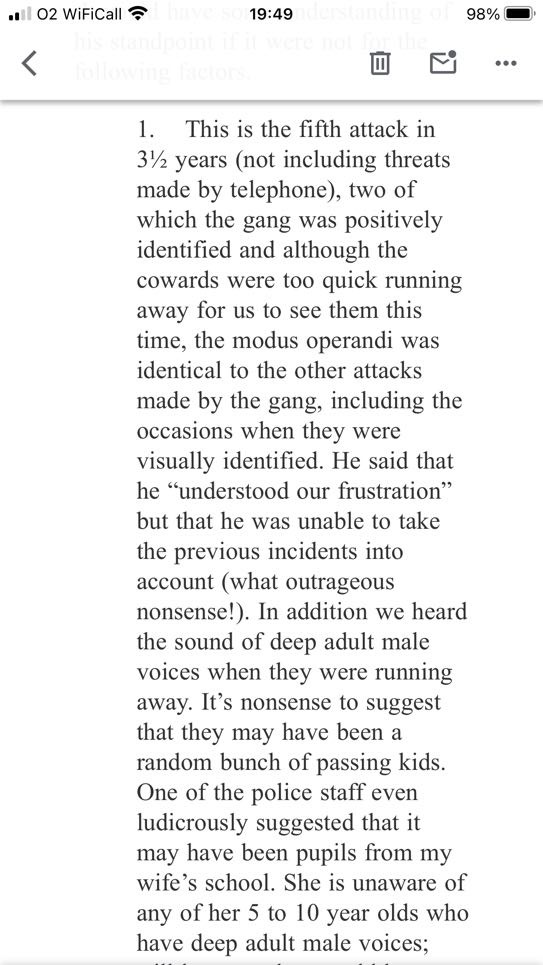 O2 WiFiCall 19:49 98%
his standpoint if it were not for the
following factors.
1. This is the fifth attack in
3½ years (not including threats
made by telephone), two of
which the gang was positively
identified and although the
cowards were too quick running
away for us to see them this
time, the modus operandi was
identical to the other attacks
made by the gang, including the
occasions when they were
visually identified. He said that
he “understood our frustration”
but that he was unable to take
the previous incidents into
account (what outrageous
nonsense!). In addition we heard
the sound of deep adult male
voices when they were running
away. It’s nonsense to suggest
that they may have been a
random bunch of passing kids.
One of the police staff even
ludicrously suggested that it
may have been pupils from my
wife’s school. She is unaware of
any of her 5 to 10 year olds who
have deep adult male voices;